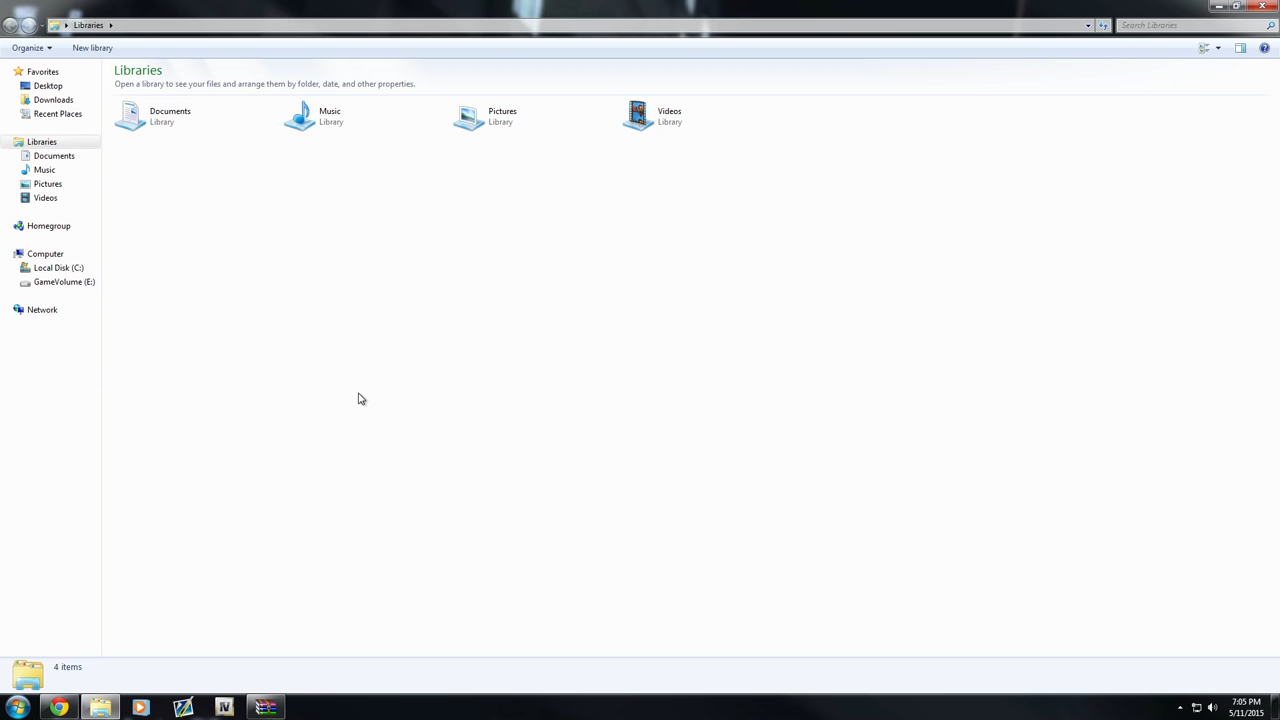 Libraries
Search Libraries
Organize
New library
Favorites
Desktop
Downloads
Recent Places
Libraries
Documents
Music
Pictures
Videos
Homegroup
Computer
Local Disk (C:)
GameVolume (E:)
Network
Libraries
Open a library to see your files and arrange them by folder, date, and other properties.
Documents
Library
Music
Library
Pictures
Library
Videos
Library
4 items
IV
7:05 PM
5/11/2015